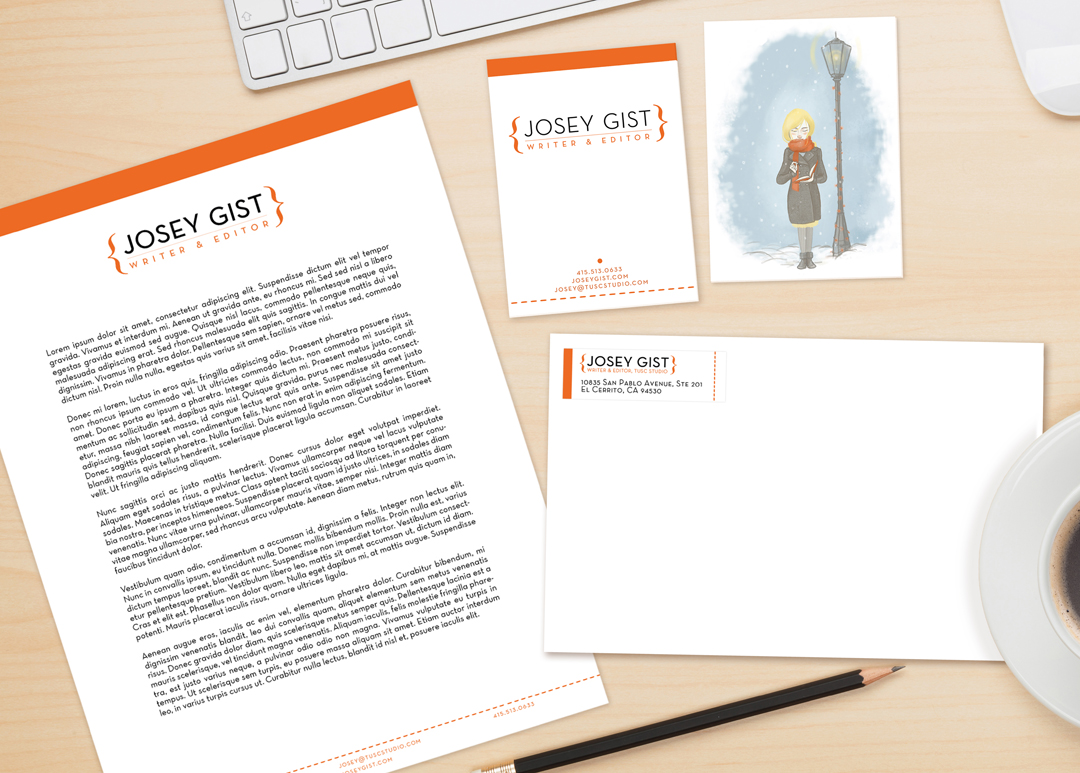 {JOSEY GIST}
WRITER & EDITOR
Lorem ipsum dolor sit amet, consectetur adipiscing elit. Suspendisse dictum elit vel tempor
gravida. Vivamus et interdum mi. Aenean ut gravida ante, eu rhoncus mi. Sed sed nisl a libero
egestas gravida euismod sed augue. Quisque nisl lacus, commodo pellentesque neque quis,
malesuada adipiscing erat. Sed rhoncus malesuada elit quis sagittis. In congue mattis dui vel
dignissim. Vivamus in pharetra dolor. Pellentesque sem sapien, ornare vel metus sed, commodo
dictum nisl. Proin nulla nulla, egestas quis varius sit amet, facilisis vitae nisi.
Donec mi lorem, luctus in eros quis, fringilla adipiscing odio. Praesent pharetra posuere risus,
non rhoncus ipsum commodo vel. Ut ultricies commodo lectus, non commodo mi suscipit sit
amet. Donec porta eu ipsum a pharetra. Integer quis dictum mi. Praesent metus justo, condi-
mentum ac sollicitudin sed, dapibus quis nisl. Quisque gravida, purus nec malesuada consect-
etur, massa nibh laoreet massa, id congue lectus erat quis ante. Suspendisse sit amet justo
adipiscing, feugiat sapien vel, condimentum felis. Nunc non erat in enim adipiscing fermentum
Donec sagittis placerat pharetra. Nulla facilisi. Duis euismod ligula non aliquet sodales. Etiam
blandit mauris quis tellus hendrerit, scelerisque placerat ligula accumsan. Curabitur in laoreet
velit. Ut fringilla adipiscing aliquam.
Nunc sagittis orci ac justo mattis hendrerit. Donec cursus dolor eget volutpat imperdiet.
Aliquam eget sodales risus, a pulvinar lectus. Vivamus ullamcorper neque vel lacus vulputate
sodales. Maecenas in tristique metus. Class aptent taciti sociosqu ad litora torquent per conu-
bia nostra, per inceptos himenaeos. Suspendisse placerat quam id justo ultrices, in sodales diam
venenatis. Nunc vitae urna pulvinar, ullamcorper mauris vitae, semper nisi. Integer mattis diam
vitae magna ullamcorper, sed rhoncus arcu vulputate. Aenean diam metus, rutrum quis quam in,
faucibus tincidunt dolor.
Vestibulum quam odio, condimentum a accumsan id, dignissim a felis. Integer non lectus elit.
Nunc in convallis ipsum, eu tincidunt nulla. Donec mollis bibendum mollis. Proin nulla est, varius
dictum tempus laoreet, blandit ac nunc. Suspendisse non imperdiet tortor. Vestibulum consect-
etur pellentesque pretium. Vestibulum libero leo, mattis sit amet accumsan ut, dictum id diam.
Cras et elit est. Phasellus non dolor quam. Nulla eget dapibus mi, at mattis augue. Suspendisse
potenti. Mauris placerat iaculis risus, ornare ultrices ligula.
Aenean augue eros, iaculis ac enim vel, elementum pharetra dolor. Curabitur bibendum, mi
dignissim venenatis blandit, leo dui convallis quam, aliquet elementum sem metus venenatis
risus. Donec gravida dolor diam, quis scelerisque metus semper quis. Pellentesque lacinia est a
mauris scelerisque, vel tincidunt magna venenatis. Aliquam iaculis, felis molestie fringilla phare-
tra, est justo varius neque, a pulvinar odio odio non magna. Vivamus vulputate eu turpis in
tempus. Ut scelerisque sem turpis, eu posuere massa aliquam sit amet. Etiam auctor interdum
leo, in varius turpis cursus ut. Curabitur nulla lectus, blandit id nisl et, posuere iaculis elit.
415.513.0633
JOSEY@TUSCSTUDIO.COM
JOSEYGIST.COM
{JOSEY GIST}
WRITER & EDITOR
415.513.0633
JOSEYGIST.COM
JOSEY@TUSCSTUDIO.COM
{JOSEY GIST}
WRITER & EDITOR, TUSC STUDIO
10835 SAN PABLO AVENUE, STE 201
EL CERRITO, CA 94530